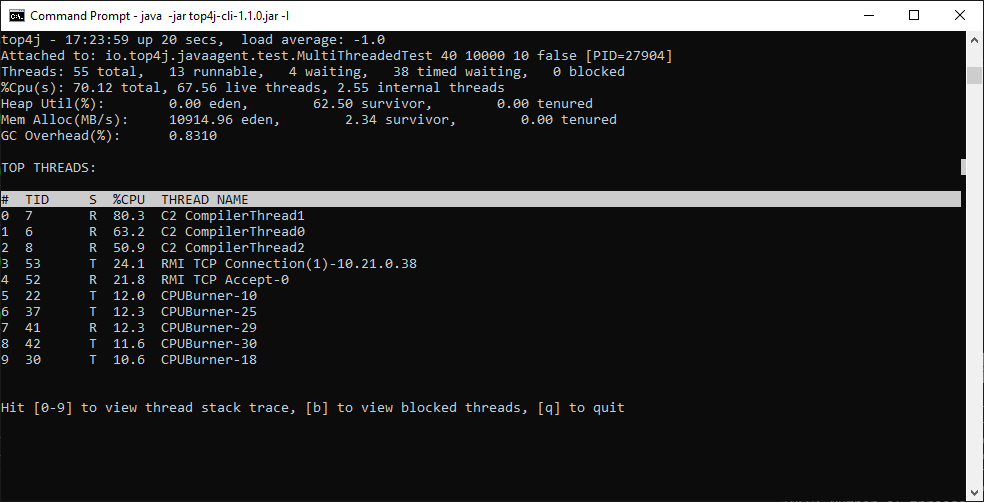 Command Prompt - java  -jar top4j-cli-1.1.0.jar -I
top4j - 17:23:59 up 20 secs,  load average: -1.0
Attached to: io.top4j.javaagent.test.MultiThreadedTest 40 10000 10 false [PID=27904]
Threads: 55 total,   13 runnable,   4 waiting,   38 timed waiting,   0 blocked
%Cpu(s): 70.12 total, 67.56 live threads, 2.55 internal threads
Heap Util(%):        0.00 eden,        62.50 survivor,        0.00 tenured
Mem Alloc(MB/s):     10914.96 eden,        2.34 survivor,        0.00 tenured
GC Overhead(%):      0.8310
TOP THREADS:
#  TID     S  %CPU  THREAD NAME
0  7       R  80.3  C2 CompilerThread1
1  6       R  63.2  C2 CompilerThread0
2  8       R  50.9  C2 CompilerThread2
3  53      T  24.1  RMI TCP Connection(1)-10.21.0.38
4  52      R  21.8  RMI TCP Accept-0
5  22      T  12.0  CPUBurner-10
6  37      T  12.3  CPUBurner-25
7  41      R  12.3  CPUBurner-29
8  42      T  11.6  CPUBurner-30
9  30      T  10.6  CPUBurner-18
Hit [0-9] to view thread stack trace, [b] to view blocked threads, [q] to quit